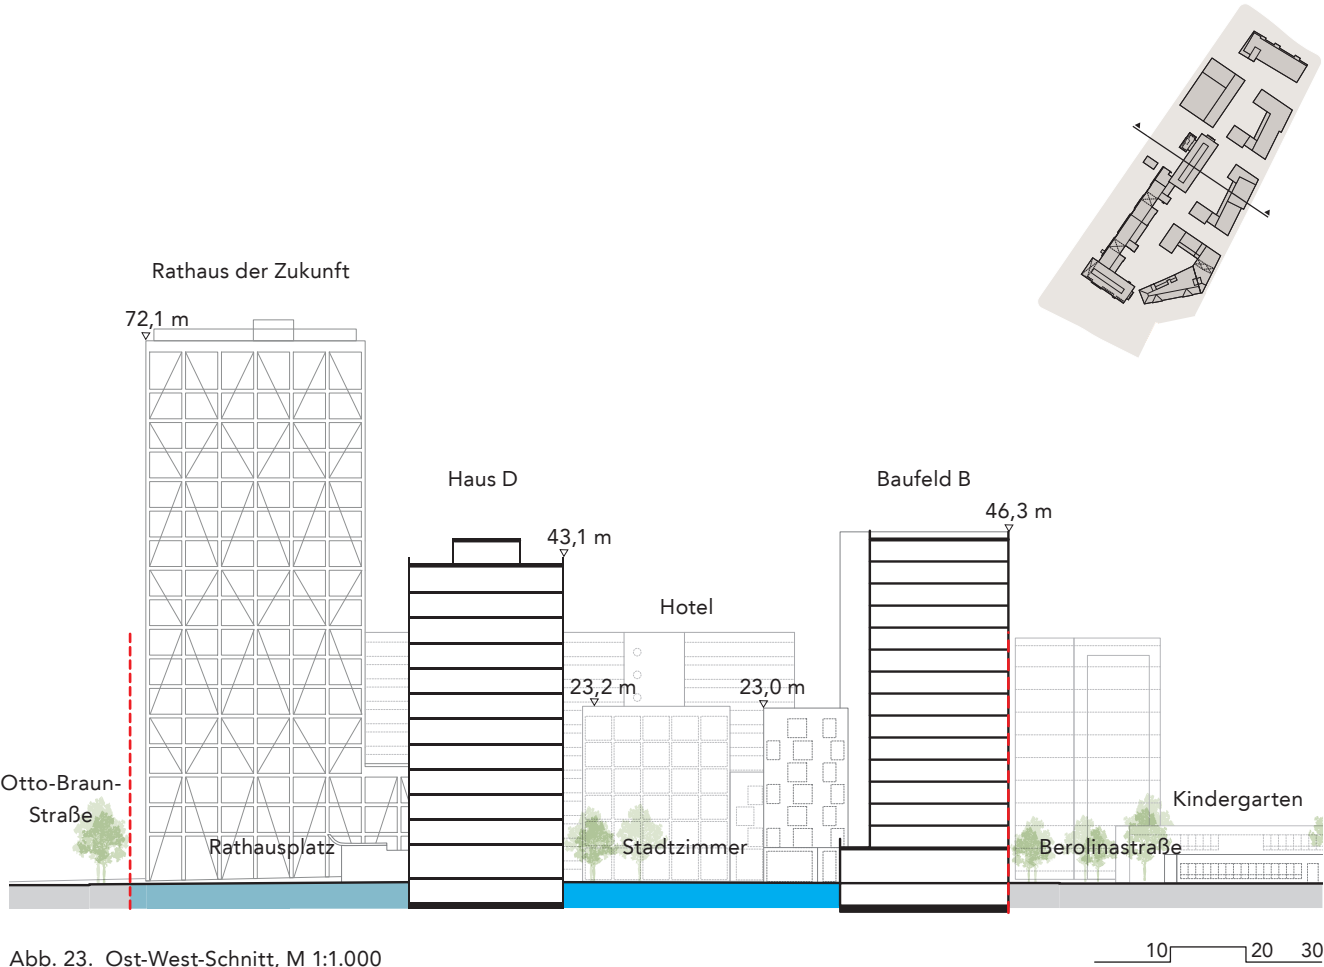 Rathaus der Zukunft
72,1 m
Haus D
Baufeld B
46,3 m
43,1 m
Hotel
23,2 m
23,0 m
Otto-Braun-
Straße
Kindergarten
Rathausplatz
Stadtzimmer
Berolinastraße
Abb. 23. Ost-West-Schnitt, M 1:1.000
10 20 30